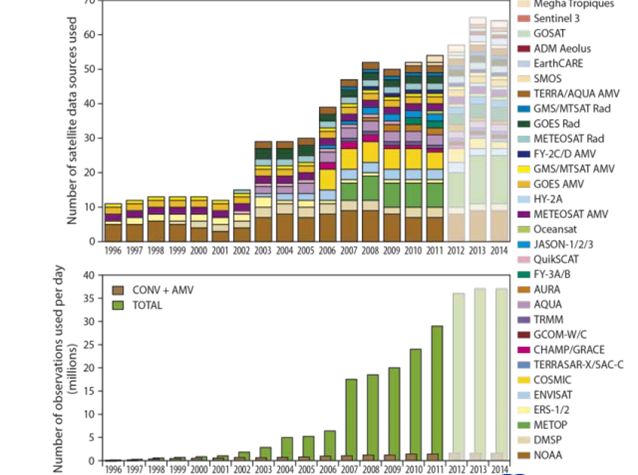 70
60
50
40
30
20
10
0
Number of satellite data sources used
1996 1997 1998 1999 2000 2001 2002 2003 2004 2005 2006 2007 2008 2009 2010 2011 2012 2013 2014
Megha Tropiques
Sentinel 3
GOSAT
ADM Aeolus
EarthCARE
SMOS
TERRA/AQUA AMV
GMS/MTSAT Rad
GOES Rad
METEOSAT Rad
FY-2C/D AMV
GMS/MTSAT AMV
GOES AMV
HY-2A
METEOSAT AMV
Oceansat
JASON-1/2/3
QuikSCAT
FY-3A/B
AURA
AQUA
TRMM
GCOM-W/C
CHAMP/GRACE
TERRASAR-X/SAC-C
COSMIC
ENVISAT
ERS-1/2
METOP
DMSP
NOAA
40
35
30
25
20
15
10
5
0
Number of observations used per day
(millions)
CONV + AMV
TOTAL
1996 1997 1998 1999 2000 2001 2002 2003 2004 2005 2006 2007 2008 2009 2010 2011 2012 2013 2014